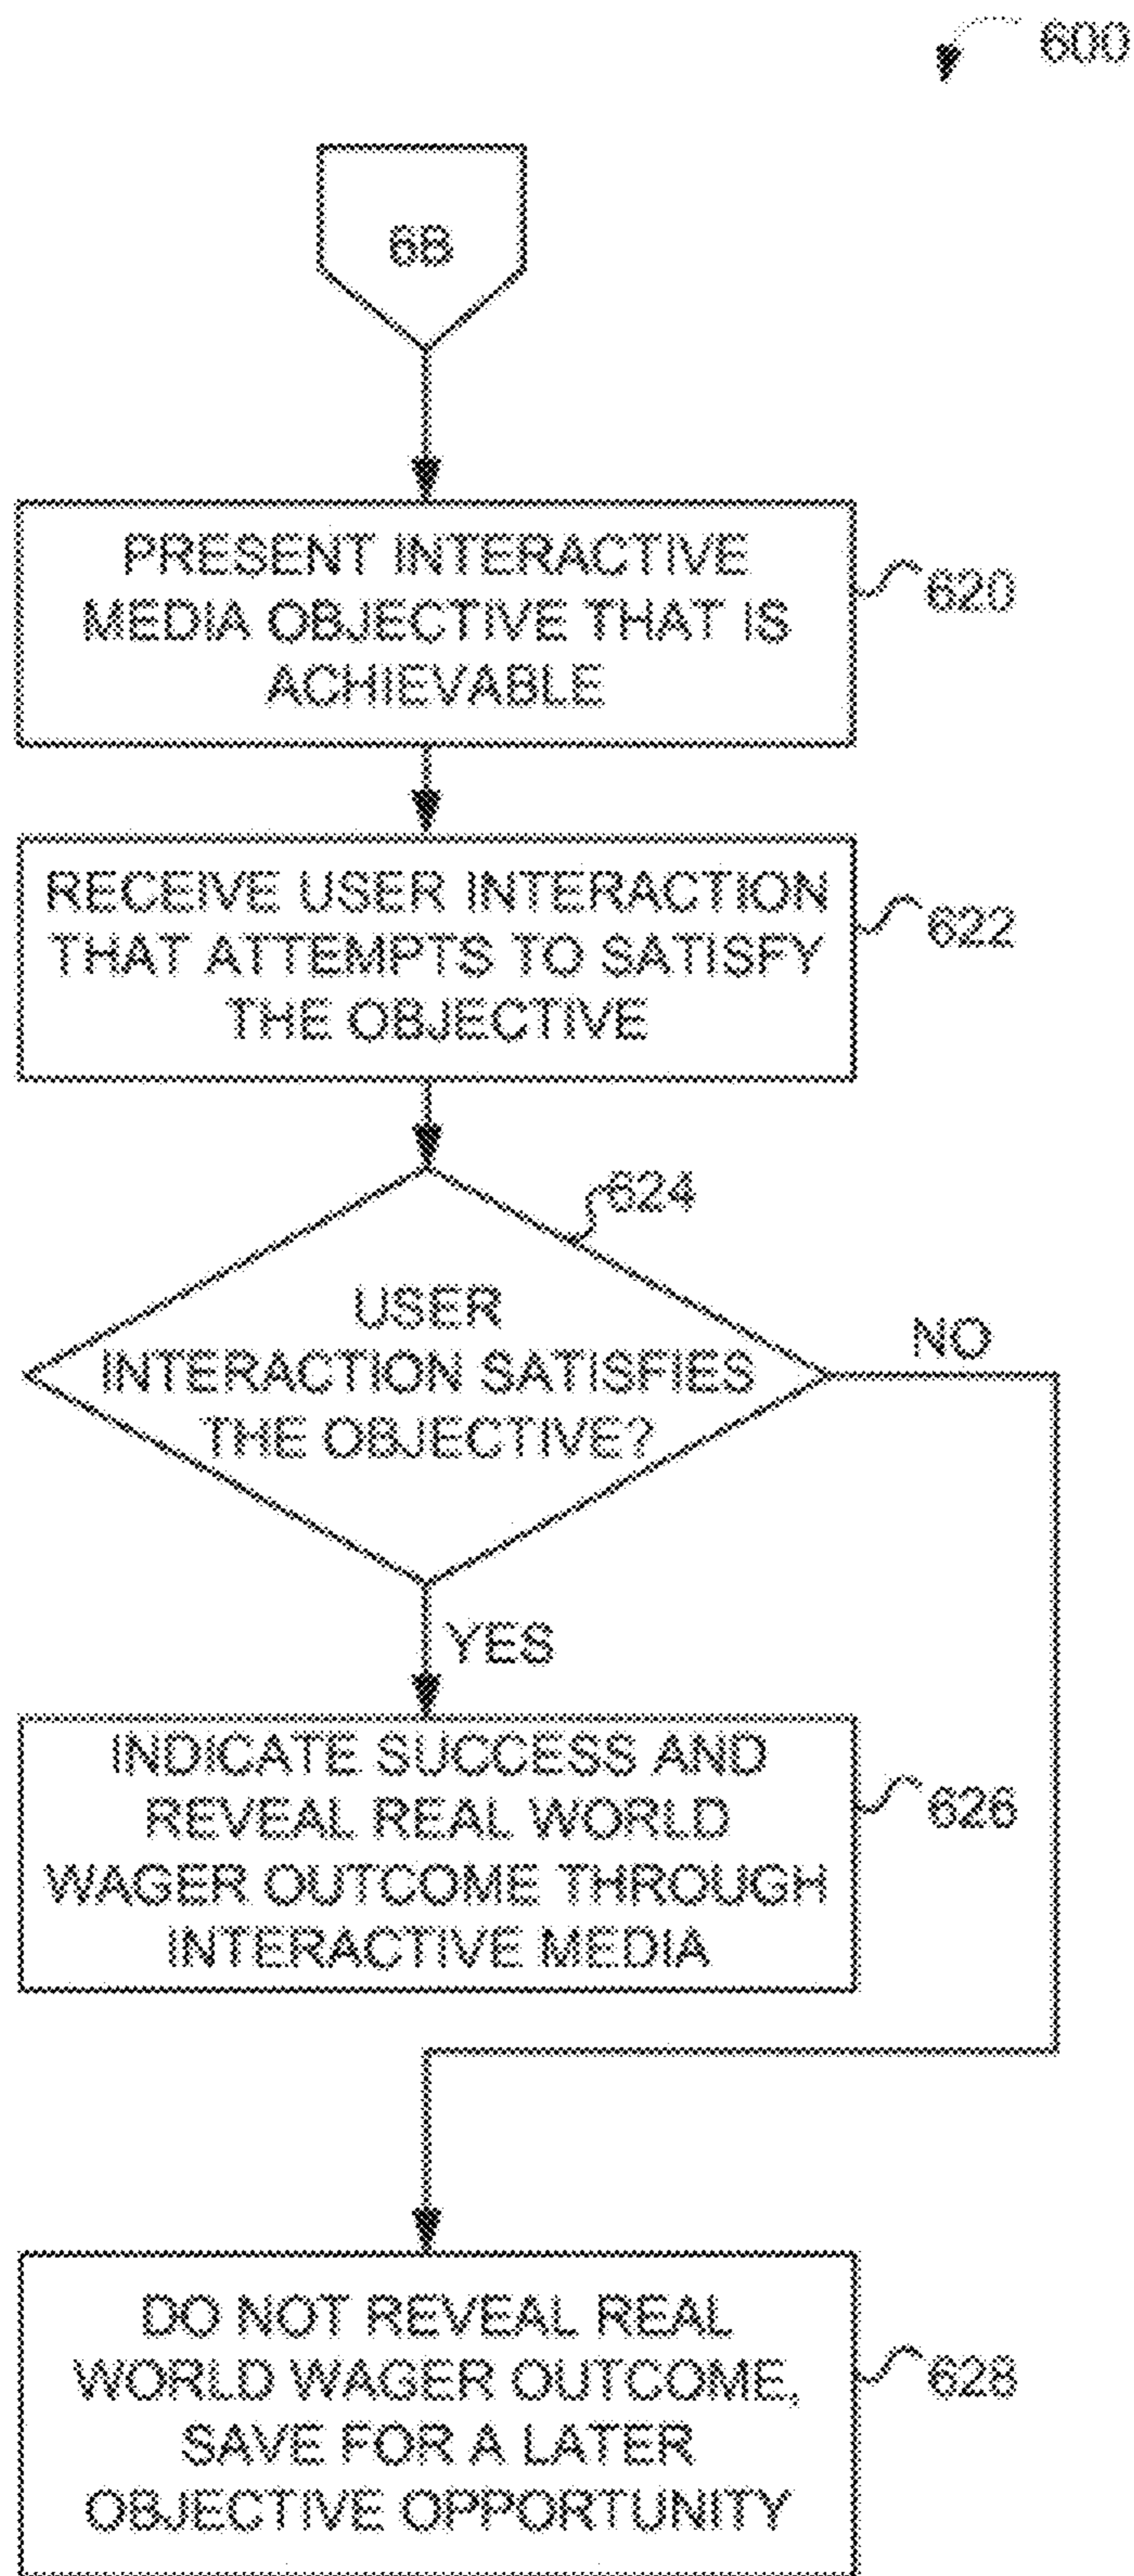 600
6B
PRESENT INTERACTIVE
MEDIA OBJECTIVE THAT IS
ACHIEVABLE
620
RECEIVE USER INTERACTION
THAT ATTEMPTS TO SATISFY
THE OBJECTIVE
622
624
USER
INTERACTION SATISFIES
THE OBJECTIVE?
NO
YES
INDICATE SUCCESS AND
REVEAL REAL WORLD
WAGER OUTCOME THROUGH
INTERACTIVE MEDIA
626
DO NOT REVEAL REAL
WORLD WAGER OUTCOME,
SAVE FOR A LATER
OBJECTIVE OPPORTUNITY
628